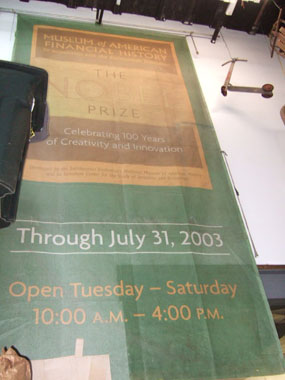 MUSEUM of AMERICAN
FINANCIAL HISTORY
THE
NOBEL
PRIZE
Celebrating 100 Years
of Creativity and Innovation
Through July 31, 2003
Open Tuesday – Saturday
10:00 A.M. – 4:00 P.M.